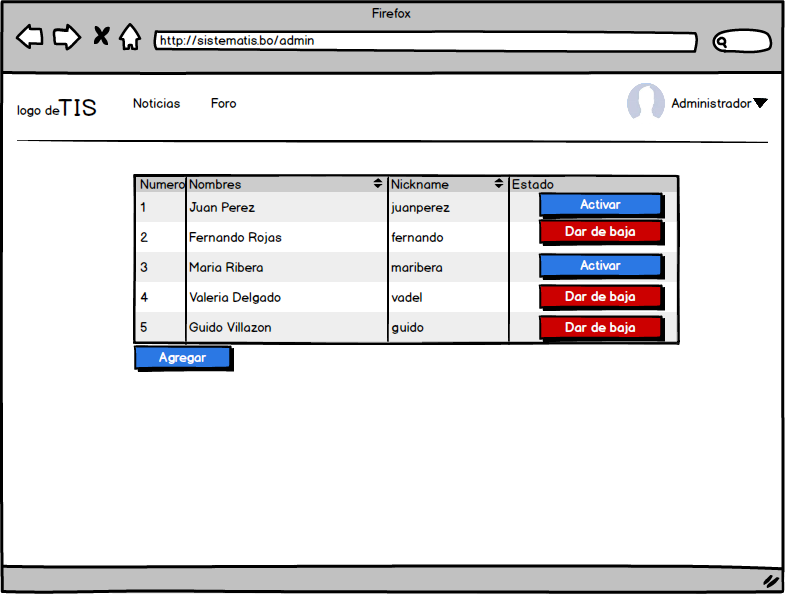 Firefox
http://sistematis.bo/admin
logo deTIS Noticias Foro Administrador
Numero Nombres Nickname Estado
1 Juan Perez juanperez Activar
2 Fernando Rojas fernando Dar de baja
3 Maria Ribera maribera Activar
4 Valeria Delgado vadel Dar de baja
5 Guido Villazon guido Dar de baja
Agregar